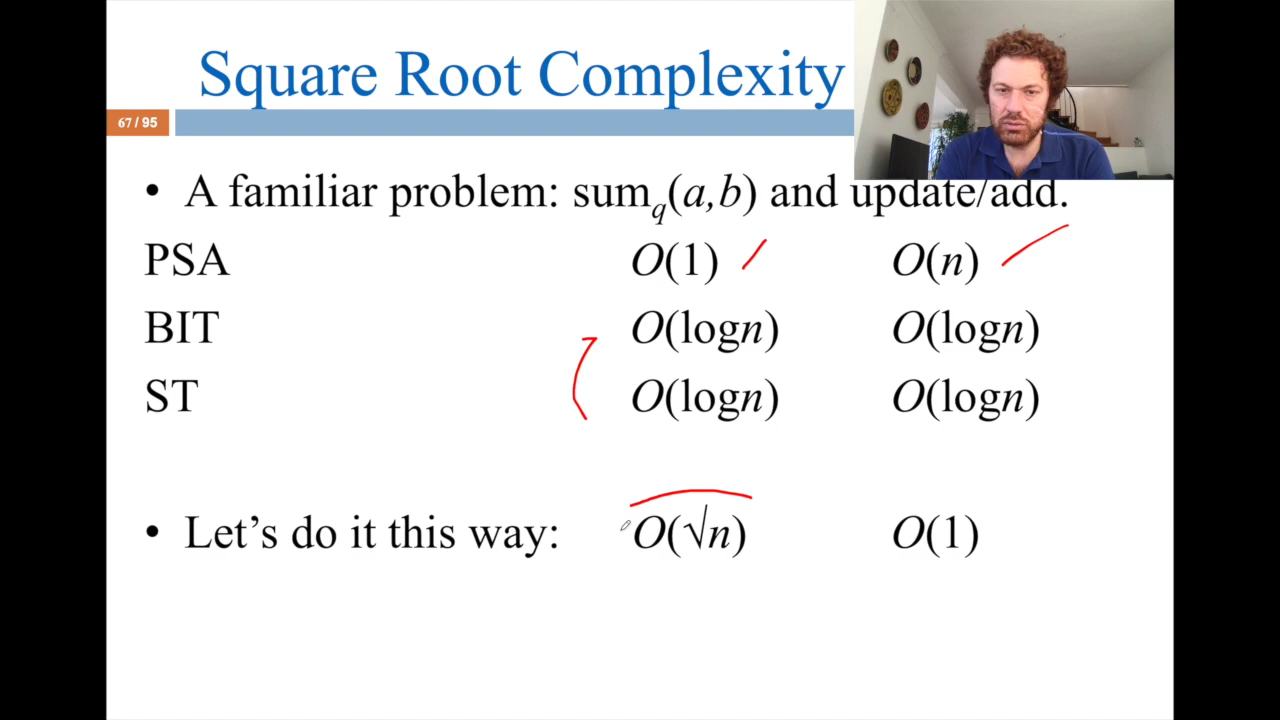 Square Root Complexity
67 / 95
• A familiar problem: sumq(a,b) and update/add.
PSA O(1) O(n)
BIT O(logn) O(logn)
ST O(logn) O(logn)
• Let's do it this way: O(√n) O(1)